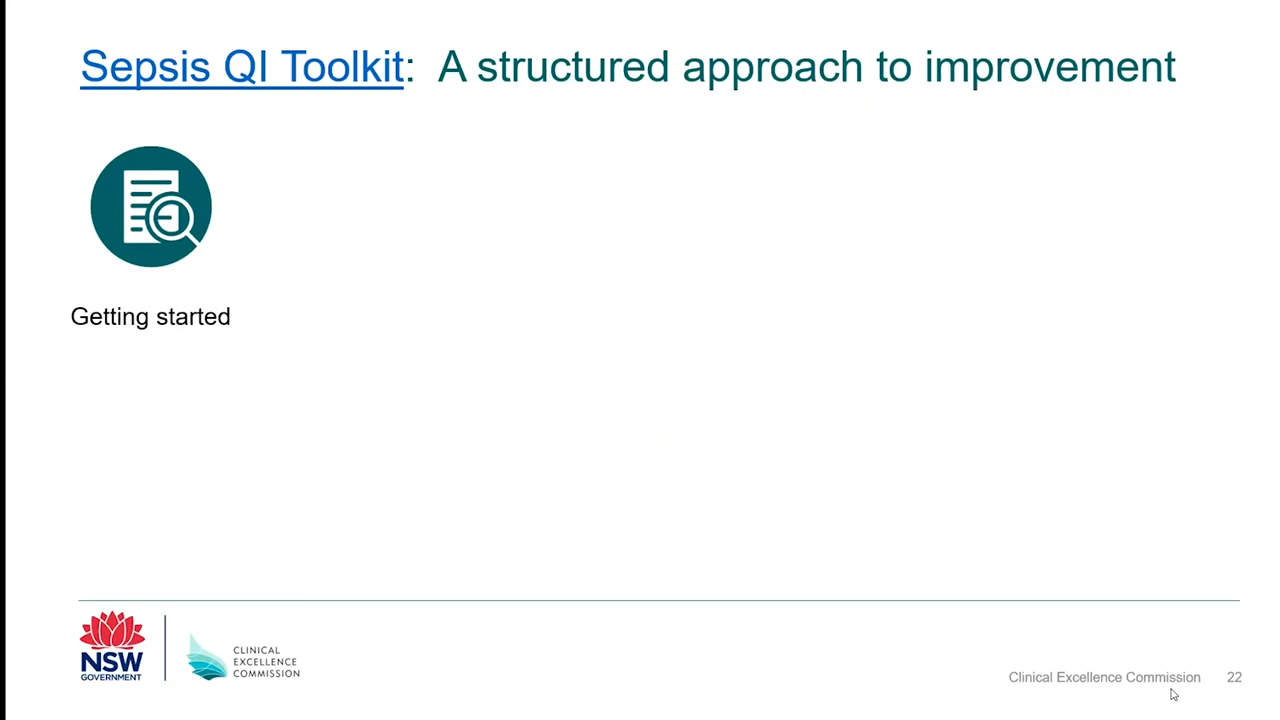 Sepsis QI Toolkit: A structured approach to improvement
Getting started
NSW
GOVERNMENT
CLINICAL
EXCELLENCE
COMMISSION
Clinical Excellence Commission 22